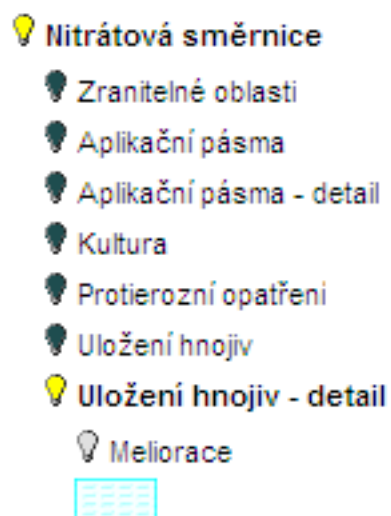 Nitrátová směrnice
Zranitelné oblasti
Aplikační pásma
Aplikační pásma - detail
Kultura
Protierozní opatření
Uložení hnojiv
Uložení hnojiv - detail
Meliorace